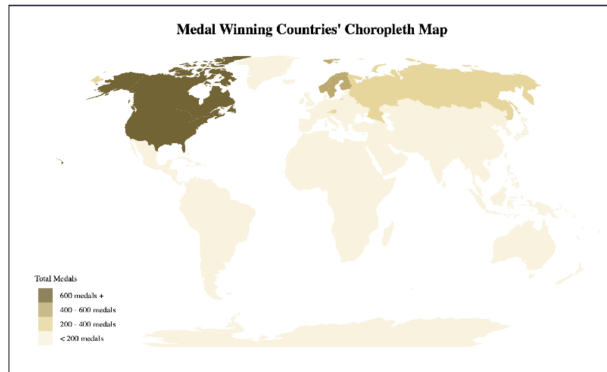 Medal Winning Countries' Choropleth Map
Total Medals
600 medals +
400 - 600 medals
200 - 400 medals
< 200 medals